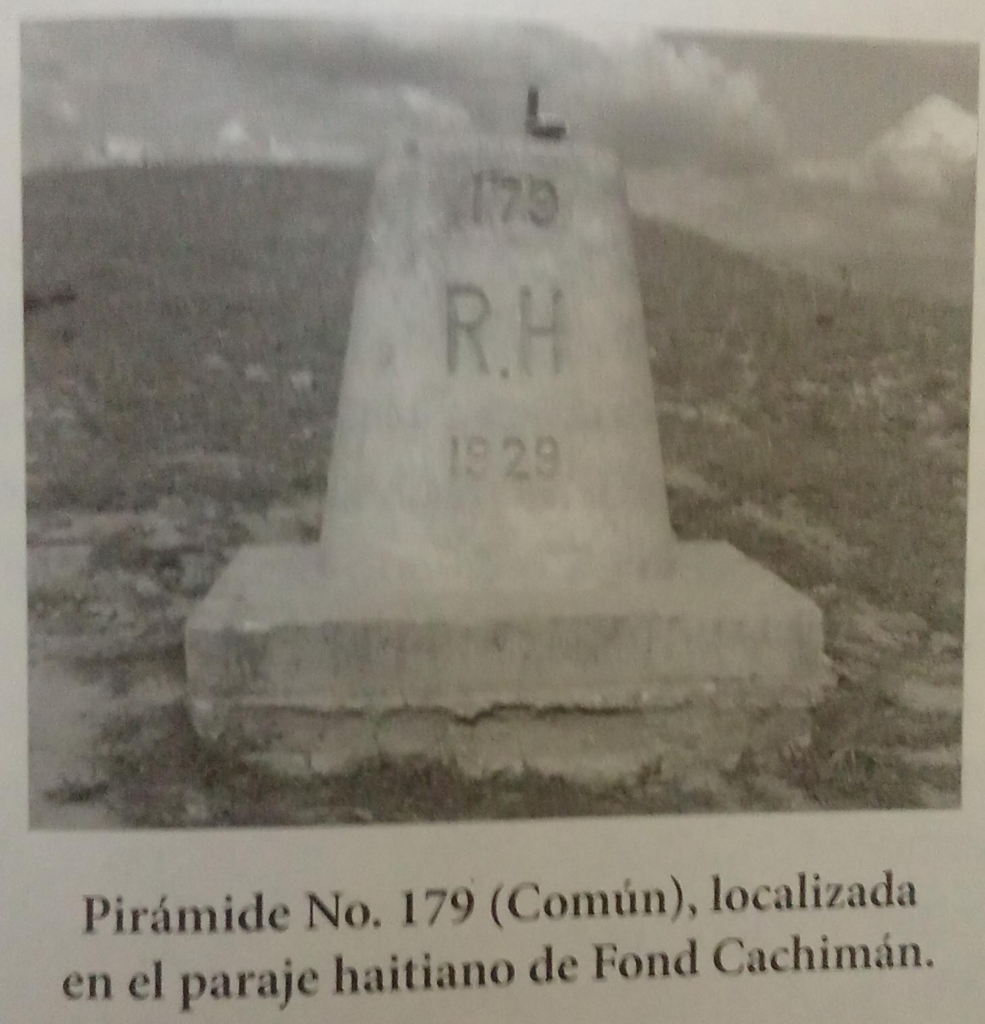 L
179
R.H
1929
Pirámide No. 179 (Común), localizada
en el paraje haitiano de Fond Cachimán.